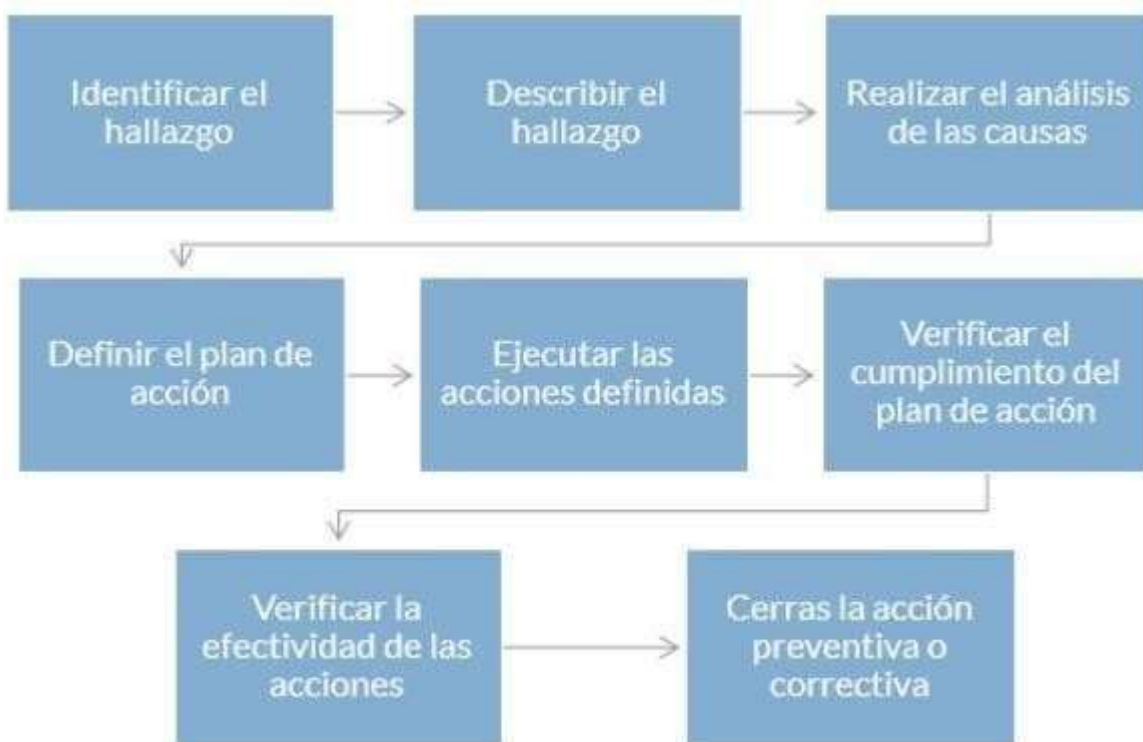 Identificar el
hallazgo
Describir el
hallazgo
Realizar el análisis
de las causas
Definir el plan de
acción
Ejecutar las
acciones definidas
Verificar el
cumplimiento del
plan de acción
Verificar la
efectividad de las
acciones
Cerras la acción
preventiva o
correctiva